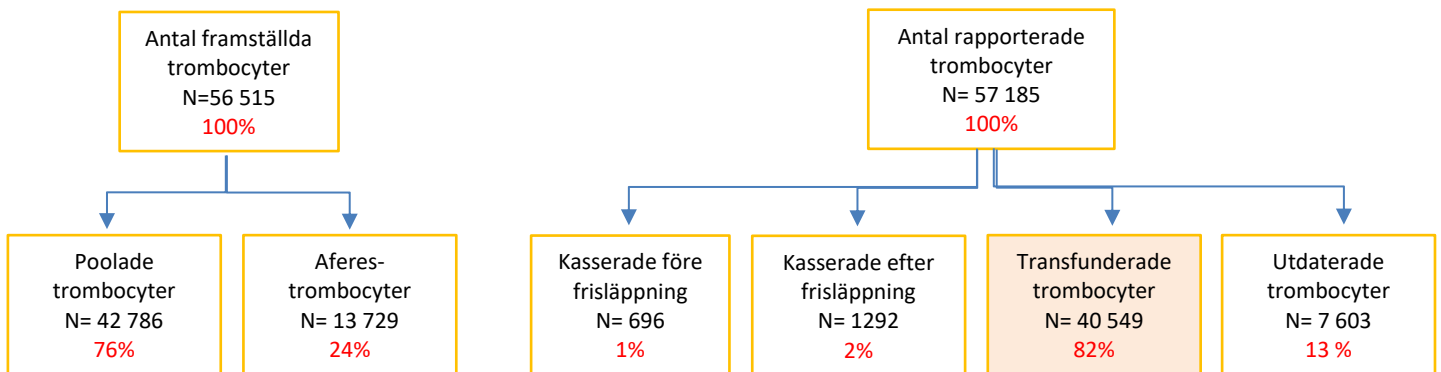 Antal framställda
trombocyter
N=56 515
100%
Antal rapporterade
trombocyter
N= 57 185
100%
Poolade
trombocyter
N= 42 786
76%
Aferes-
trombocyter
N= 13 729
24%
Kasserade före
frisläppning
N= 696
1%
Kasserade efter
frisläppning
N= 1292
2%
Transfunderade
trombocyter
N= 40 549
82%
Utdaterade
trombocyter
N= 7 603
13 %